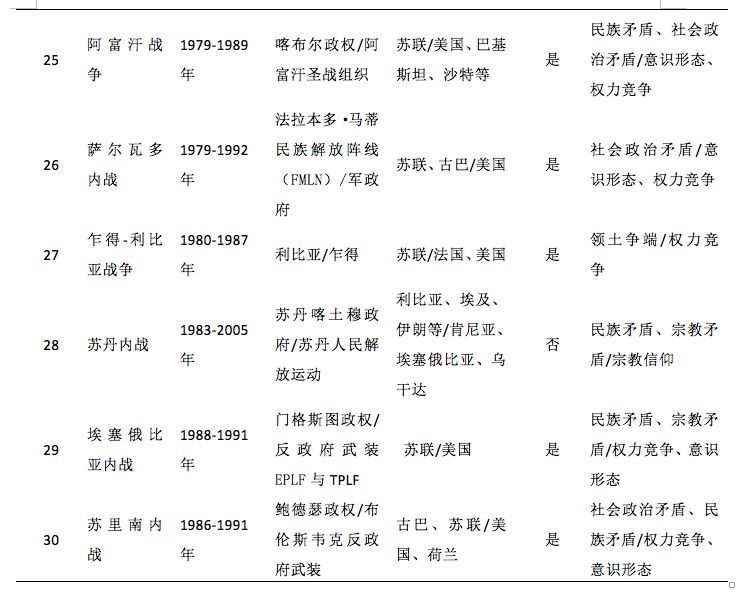 25 阿富汗战争 1979-1989年 喀布尔政权/阿富汗圣战组织 苏联/美国、巴基斯坦、沙特等 是 民族矛盾、社会政治矛盾/意识形态、权力竞争
26 萨尔瓦多内战 1979-1992年 法拉本多·马蒂民族解放阵线（FMLN）/军政府 苏联、古巴/美国 是 社会政治矛盾/意识形态、权力竞争
27 乍得-利比亚战争 1980-1987年 利比亚/乍得 苏联/法国、美国 是 领土争端/权力竞争
28 苏丹内战 1983-2005年 苏丹喀土穆政府/苏丹人民解放运动 利比亚、埃及、伊朗等/肯尼亚、埃塞俄比亚、乌干达 否 民族矛盾、宗教矛盾/宗教信仰
29 埃塞俄比亚内战 1988-1991年 门格斯图政权/反政府武装EPLF与TPLF 苏联/美国 是 民族矛盾、宗教矛盾/权力竞争、意识形态
30 苏里南内战 1986-1991年 鲍德瑟政权/布伦斯韦克反政府武装 古巴、苏联/美国、荷兰 是 社会政治矛盾、民族矛盾/权力竞争、意识形态